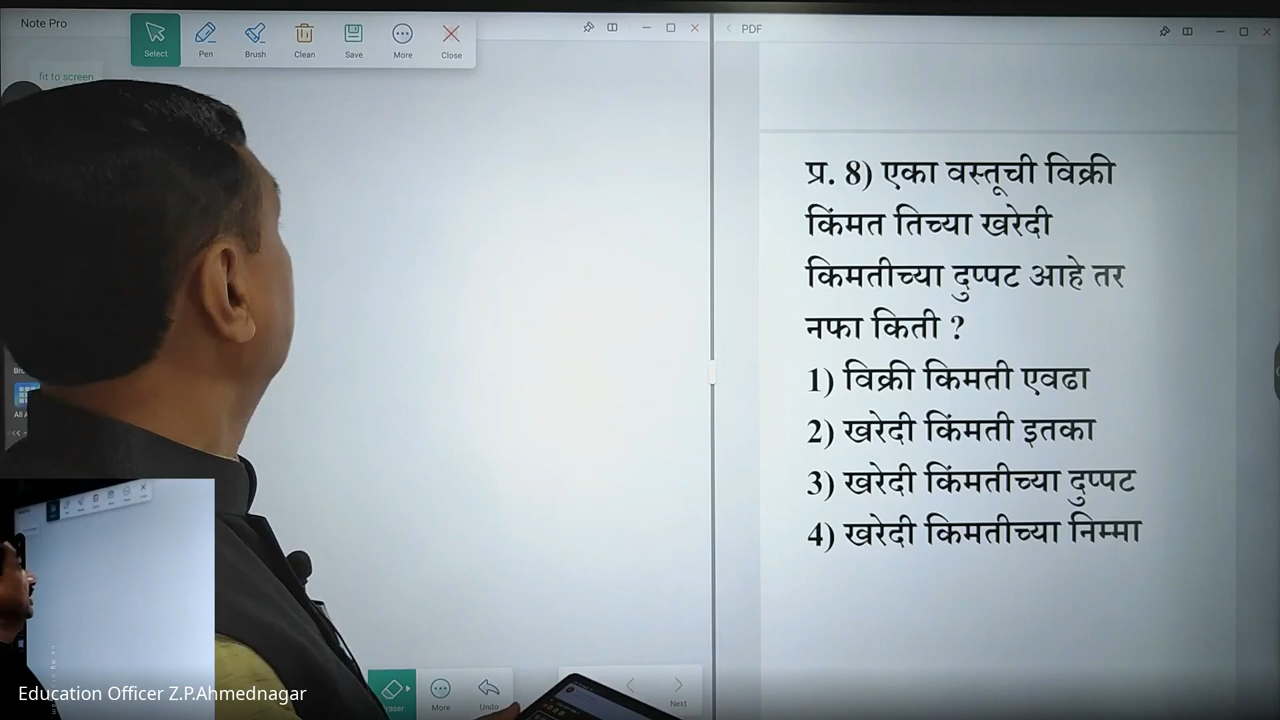 Note Pro
Select
Pen
Brush
Clean
Save
More
Close
fit to screen
PDF
प्र. 8) एका वस्तूची विक्री
किंमत तिच्या खरेदी
किमतीच्या दुप्पट आहे तर
नफा किती ?
1) विक्री किमती एवढा
2) खरेदी किंमती इतका
3) खरेदी किंमतीच्या दुप्पट
4) खरेदी किमतीच्या निम्मा
More
Undo
Next
Education Officer Z.P.Ahmednagar